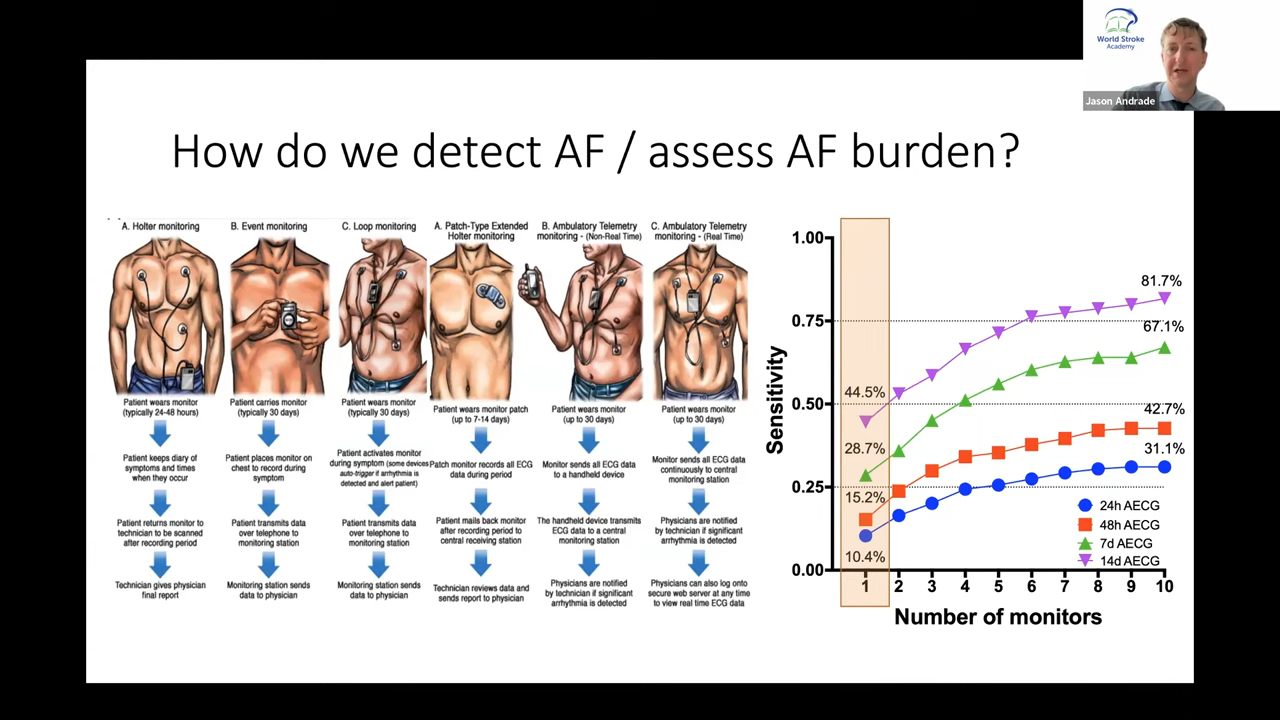 World Stroke
Academy
Jason Andrade
How do we detect AF / assess AF burden?
A. Holter monitoring
Patient wears monitor
(typically 24-48 hours)
Patient keeps diary of
symptoms and times
when they occur
Patient returns monitor to
technician to be scanned
after recording period
Technician gives physician
final report
B. Event monitoring
Patient carries monitor
(typically 30 days)
Patient places monitor on
chest to record during
symptom
Patient transmits data
over telephone to
monitoring station
Monitoring station sends
data to physician
C. Loop monitoring
Patient wears monitor
(typically 30 days)
Patient activates monitor
during symptom (some devices
auto-trigger if arrhythmia is
detected and alert patient)
Patient transmits data
over telephone to
monitoring station
Monitoring station sends
data to physician
A. Patch-Type Extended
Holter monitoring
Patient wears monitor patch
(up to 7-14 days)
Patch monitor records all ECG
data during period
Patient mails back monitor
after recording period to
central receiving station
Technician reviews data and
sends report to physician
B. Ambulatory Telemetry
monitoring - (Non-Real Time)
Patient wears monitor
(up to 30 days)
Monitor sends all ECG data
to a handheld device
The handheld device transmits
ECG data to a central
monitoring station
Physicians are notified
by technician if significant
arrhythmia is detected
C. Ambulatory Telemetry
monitoring - (Real Time)
Patient wears monitor
(up to 30 days)
Monitor sends all ECG data
continuously to central
monitoring station
Physicians are notified
by technician if significant
arrhythmia is detected
Physicians can also log onto
secure web server at any time
to view real time ECG data
Sensitivity
1.00
0.75
0.50
0.25
0.00
44.5%
28.7%
15.2%
10.4%
81.7%
67.1%
42.7%
31.1%
24h AECG
48h AECG
7d AECG
14d AECG
1 2 3 4 5 6 7 8 9 10
Number of monitors